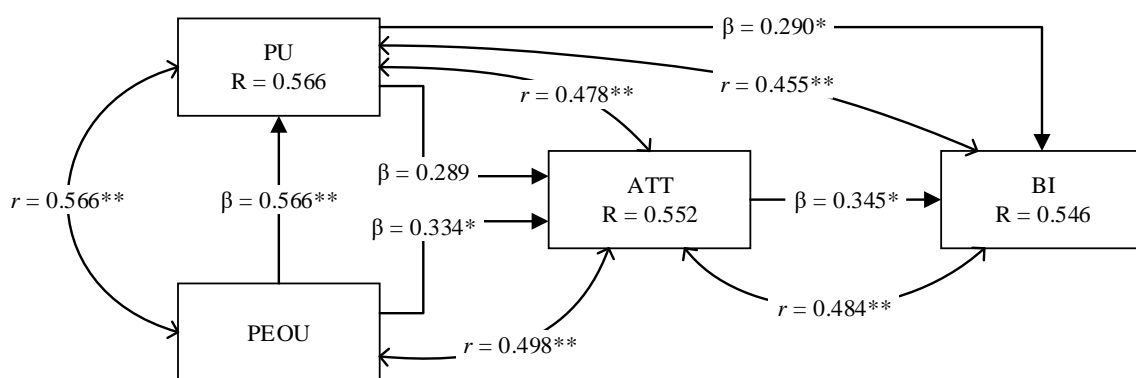 PU
R = 0.566
β = 0.290*
r = 0.455**
r = 0.478**
β = 0.289
r = 0.566**
β = 0.566**
β = 0.334*
ATT
R = 0.552
β = 0.345*
BI
R = 0.546
PEOU
r = 0.498**
r = 0.484**